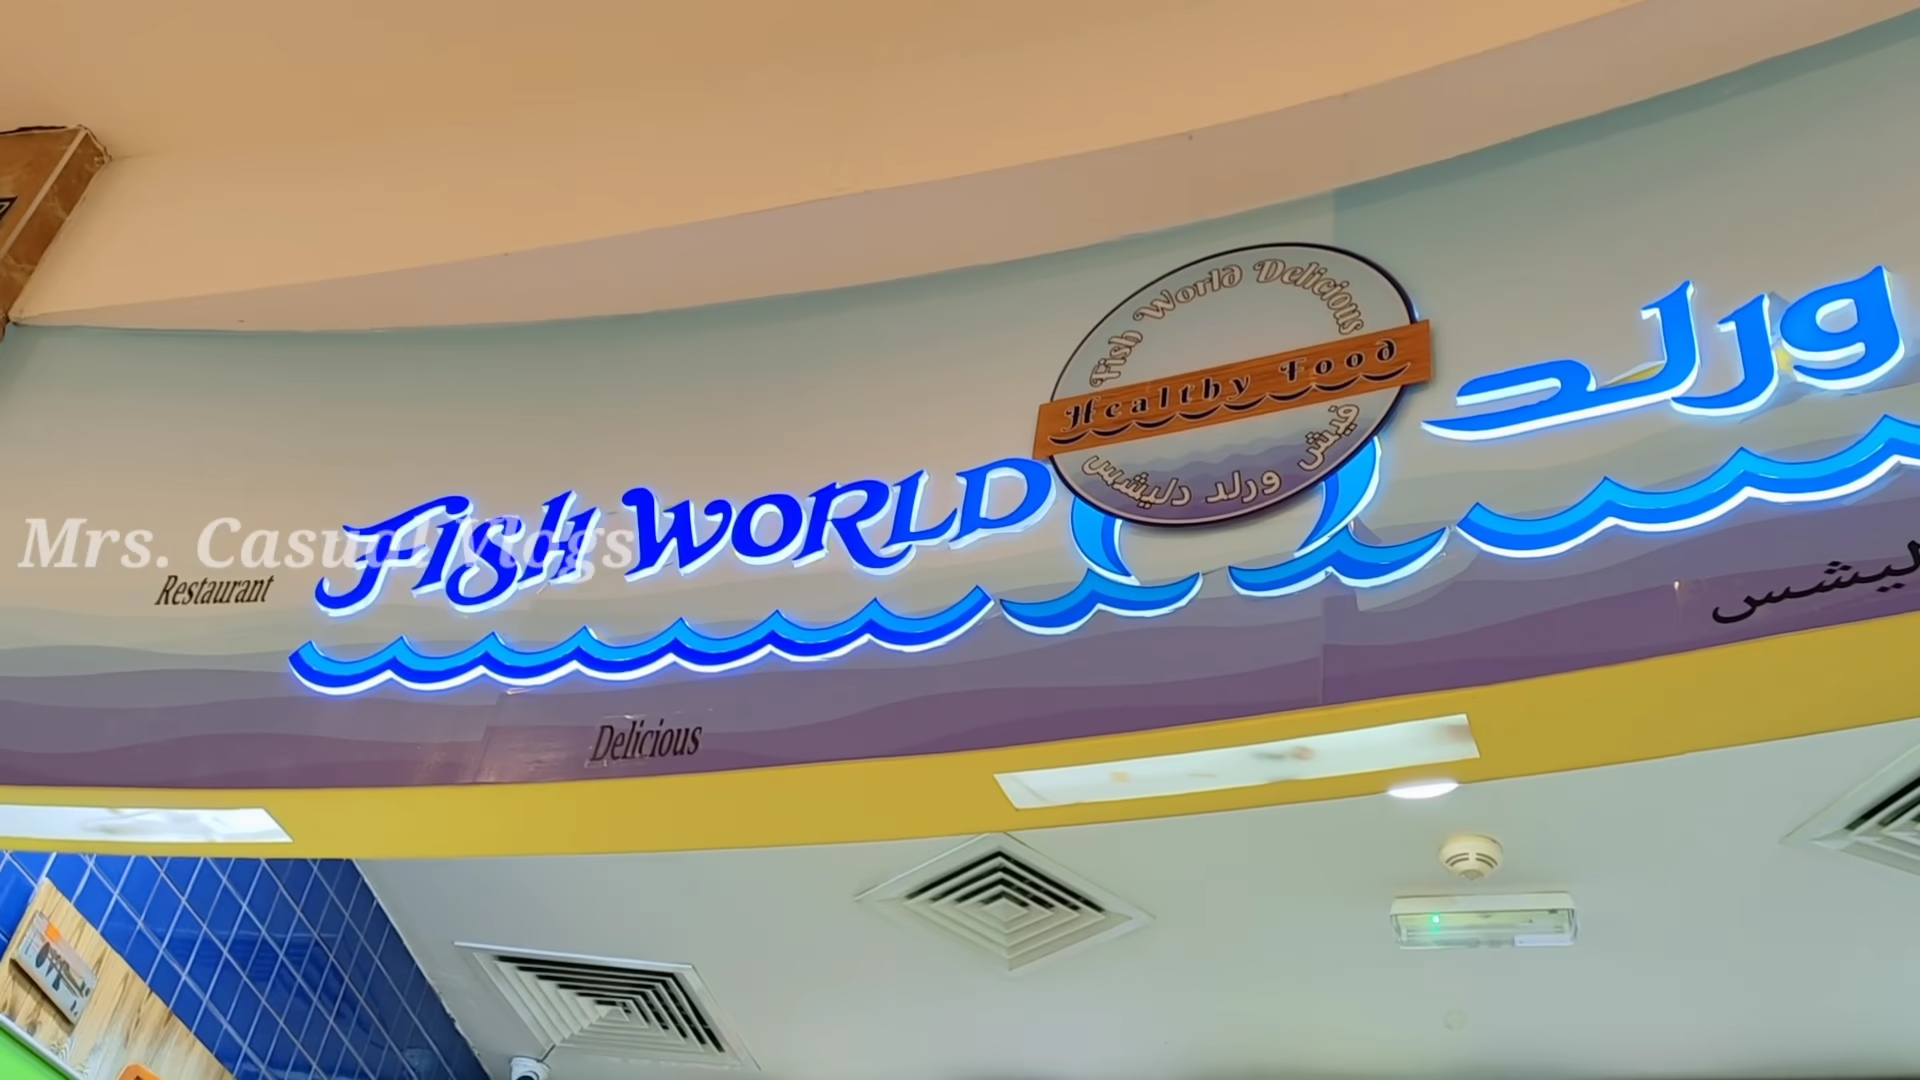 Mrs. Casual Vlogs
Restaurant
FISH WORLD
Delicious
Fish World Delicious
Healthy Food
فيش ورلد دليشس
ورلد